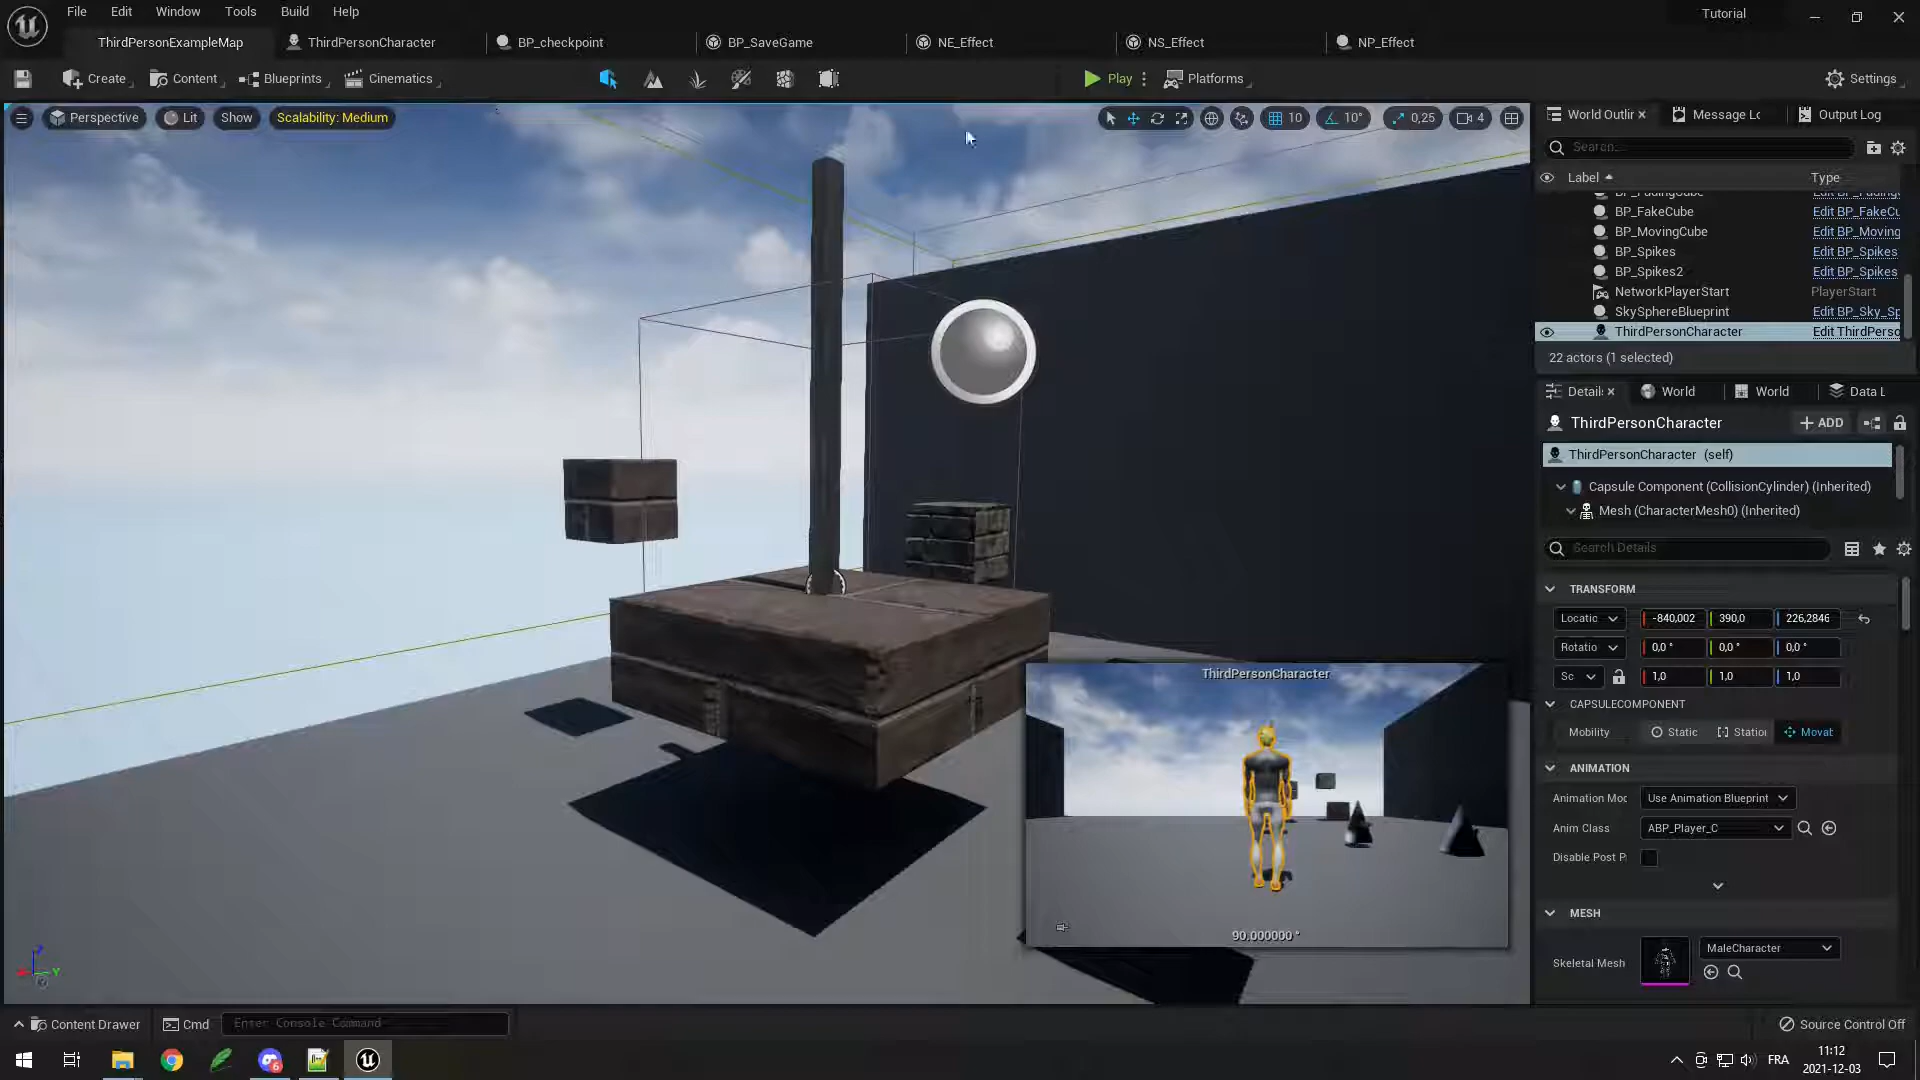 File Edit Window Tools Build Help
Tutorial
ThirdPersonExampleMap ThirdPersonCharacter BP_checkpoint BP_SaveGame NE_Effect NS_Effect NP_Effect
Create Content Blueprints Cinematics Play Platforms Settings
Perspective Lit Show Scalability: Medium 10 10° 0,25 4
World Outlir Message Lc Output Log
Search...
Label Type
BP_FakeCube Edit BP_FakeCu
BP_MovingCube Edit BP_Moving
BP_Spikes Edit BP_Spikes
BP_Spikes2 Edit BP_Spikes
NetworkPlayerStart PlayerStart
SkySphereBlueprint Edit BP_Sky_Sp
ThirdPersonCharacter Edit ThirdPerso
22 actors (1 selected)
Detail: World World Data L
ThirdPersonCharacter ADD
ThirdPersonCharacter (self)
Capsule Component (CollisionCylinder) (Inherited)
Mesh (CharacterMesh0) (Inherited)
Search Details
TRANSFORM
Locatic -840,002 390,0 226,2846
Rotatio 0,0 ° 0,0 ° 0,0 °
Sc 1,0 1,0 1,0
CAPSULECOMPONENT
Mobility Static Statioı Movat
ANIMATION
Animation Moc Use Animation Blueprint
Anim Class ABP_Player_C
Disable Post P
MESH
Skeletal Mesh MaleCharacter
ThirdPersonCharacter
90.000000 °
Content Drawer Cmd Enter Console Command Source Control Off
FRA 11:12
2021-12-03